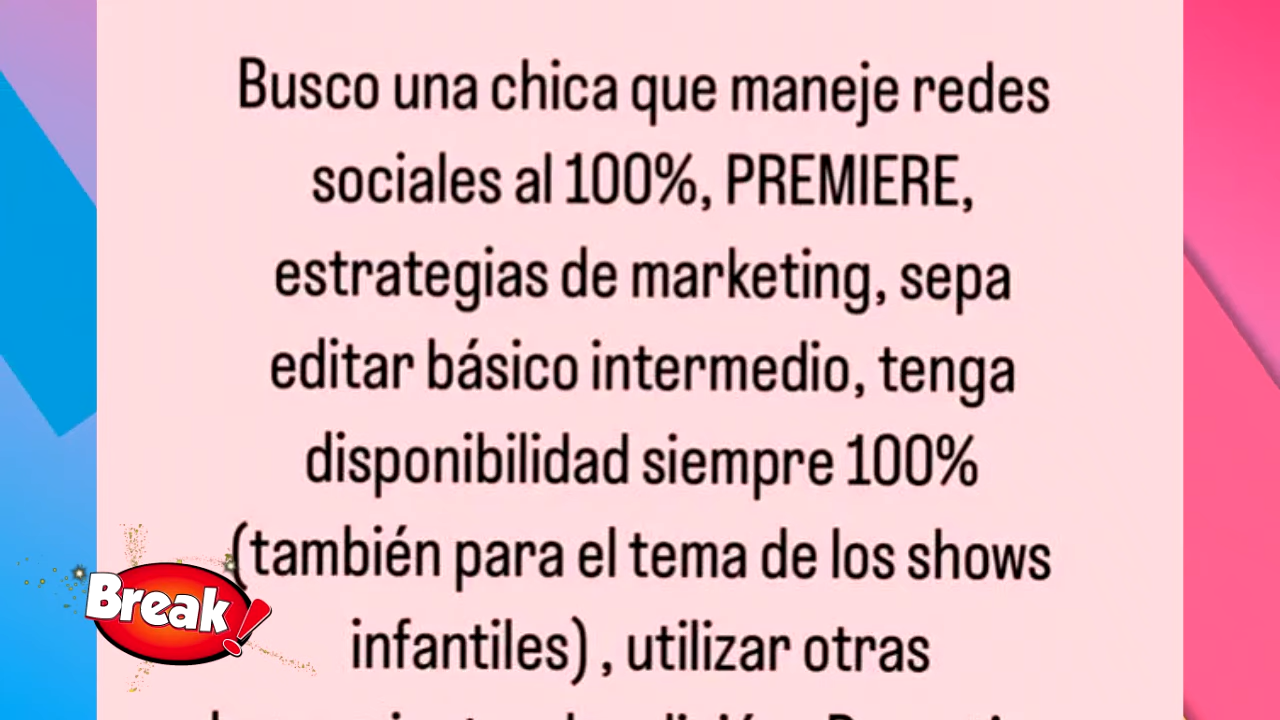 Busco una chica que maneje redes
sociales al 100%, PREMIERE,
estrategias de marketing, sepa
editar básico intermedio, tenga
disponibilidad siempre 100%
(también para el tema de los shows
infantiles) , utilizar otras
Break!